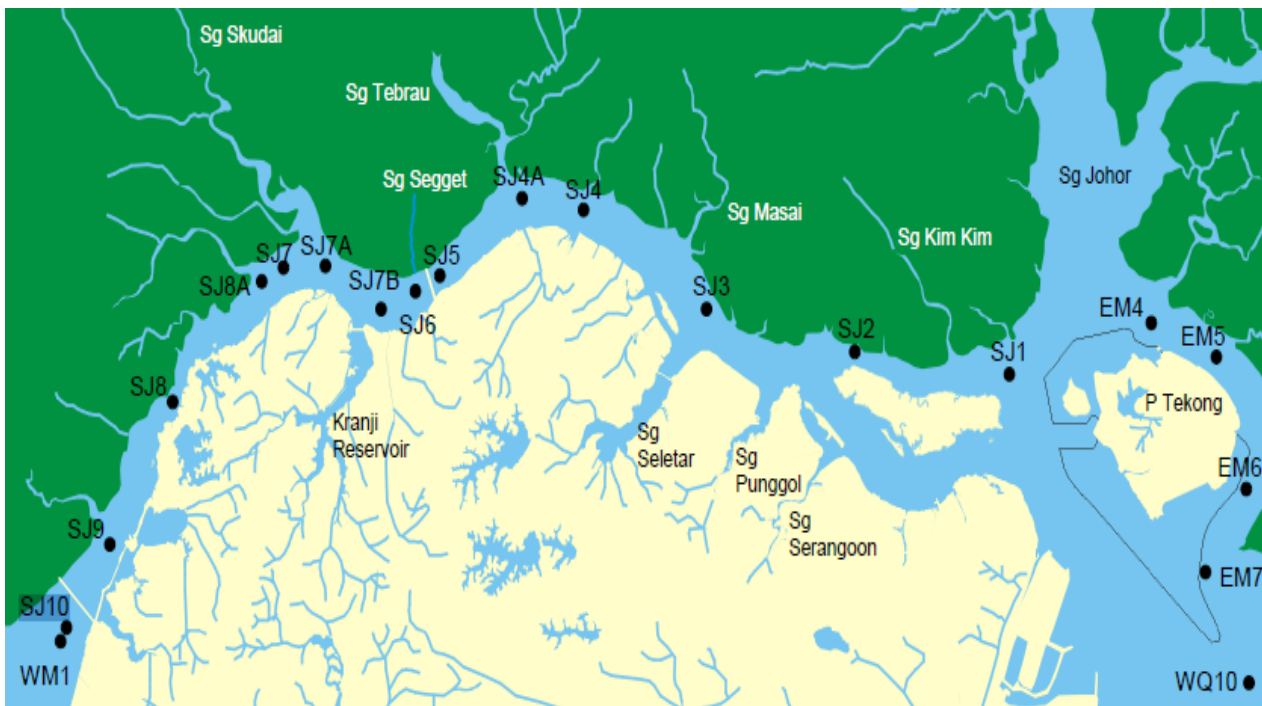 Sg Skudai
Sg Tebrau
Sg Segget
SJ4A
SJ4
Sg Masai
Sg Johor
Sg Kim Kim
SJ7
SJ7A
SJ8A
SJ7B
SJ5
SJ6
SJ3
SJ2
SJ1
EM4
EM5
SJ8
Kranji
Reservoir
Sg
Seletar
Sg
Punggol
Sg
Serangoon
P Tekong
EM6
SJ9
EM7
SJ10
WM1
WQ10